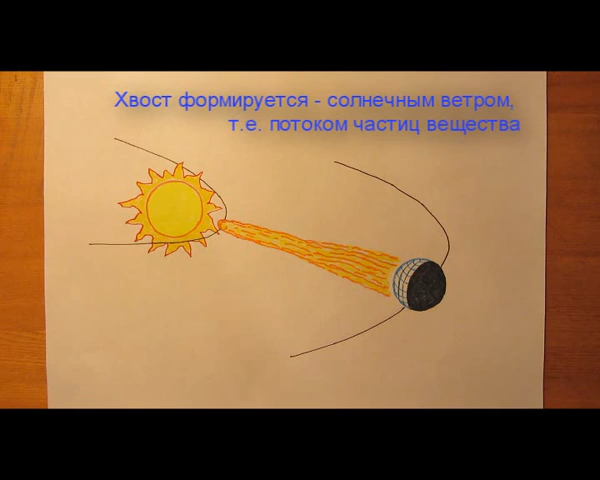 Хвост формируется - солнечным ветром,
т.е. потоком частиц вещества